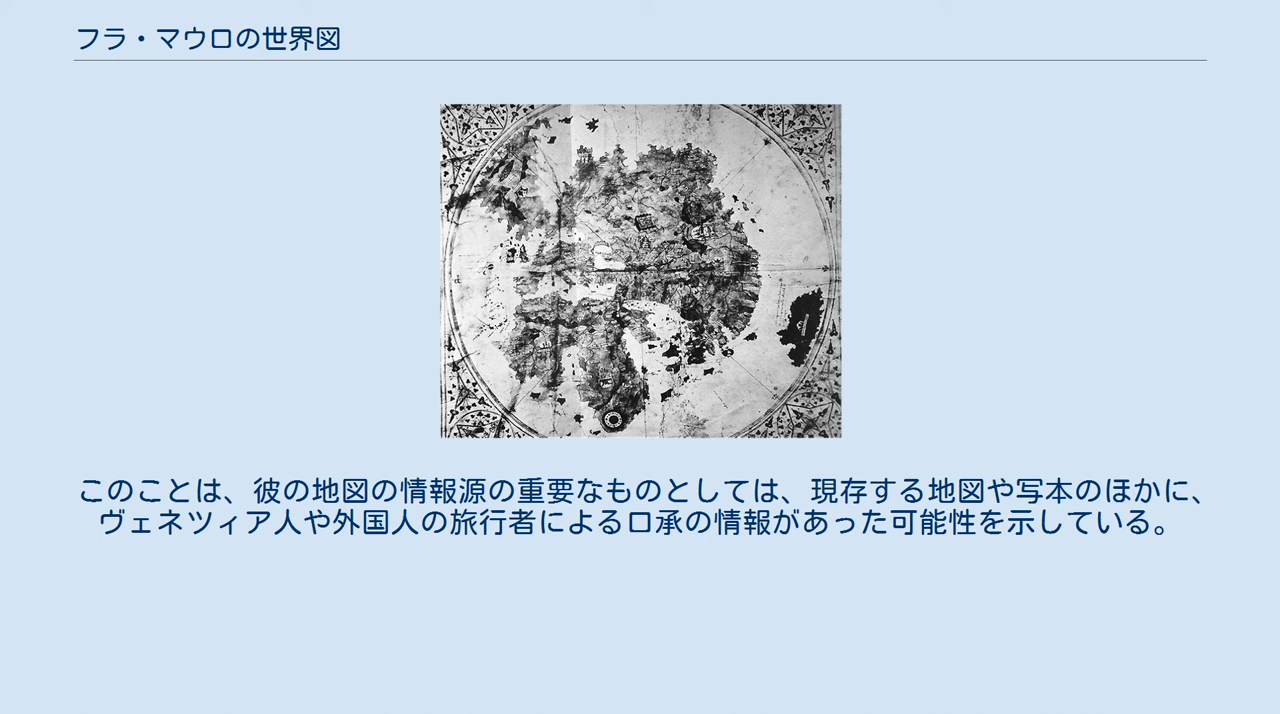 フラ・マウロの世界図
このことは、彼の地図の情報源の重要なものとしては、現存する地図や写本のほかに、
ヴェネツィア人や外国人の旅行者による口承の情報があった可能性を示している。